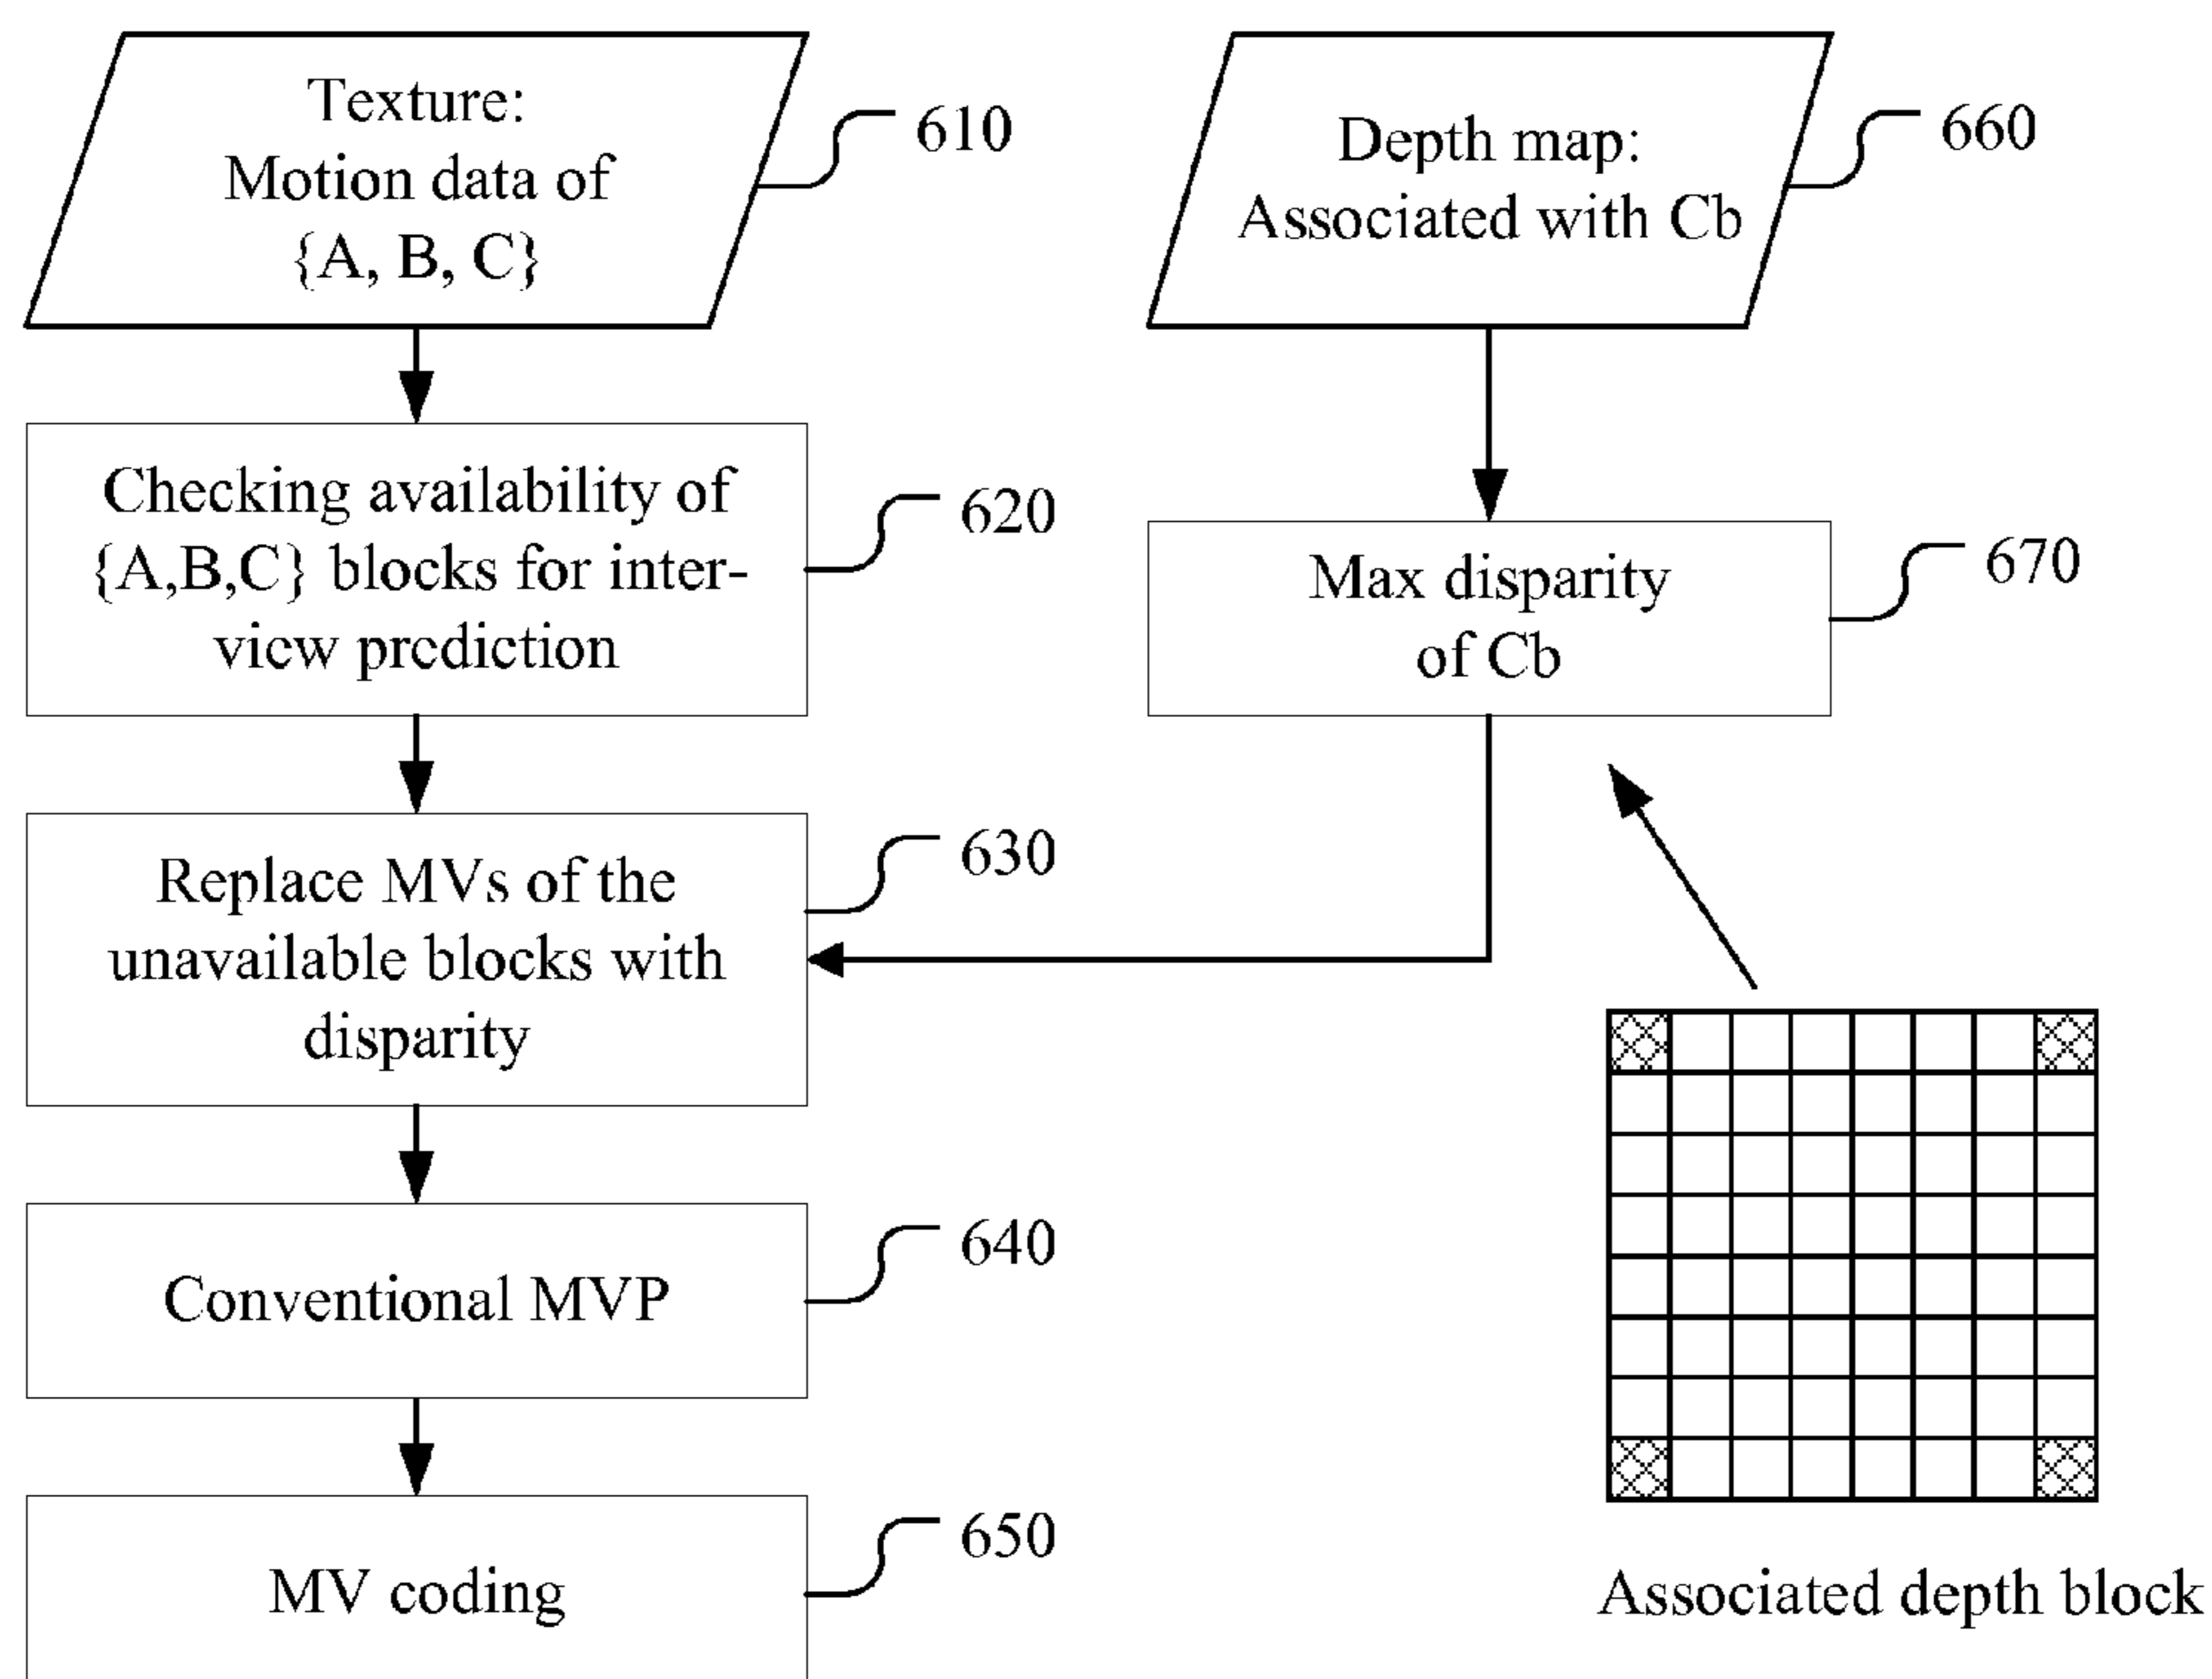 Texture:
Motion data of
{A, B, C}
610
Depth map:
Associated with Cb
660
Checking availability of
{A,B,C} blocks for inter-
view prediction
620
Max disparity
of Cb
670
Replace MVs of the
unavailable blocks with
disparity
630
Conventional MVP
640
MV coding
650
Associated depth block